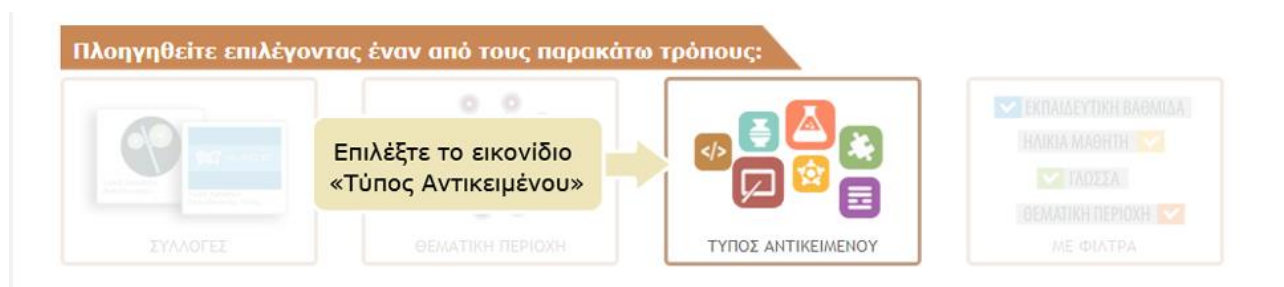 Πλοηγηθείτε επιλέγοντας έναν από τους παρακάτω τρόπους:
Επιλέξτε το εικονίδιο
«Τύπος Αντικειμένου»
</>
ΕΚΠΑΙΔΕΥΤΙΚΗ ΒΑΘΜΙΔΑ
ΗΛΙΚΙΑ ΜΑΘΗΤΗ
ΓΛΩΣΣΑ
ΘΕΜΑΤΙΚΗ ΠΕΡΙΟΧΗ
ΣΥΛΛΟΓΕΣ
ΘΕΜΑΤΙΚΗ ΠΕΡΙΟΧΗ
ΤΥΠΟΣ ΑΝΤΙΚΕΙΜΕΝΟΥ
ΜΕ ΦΙΛΤΡΑ